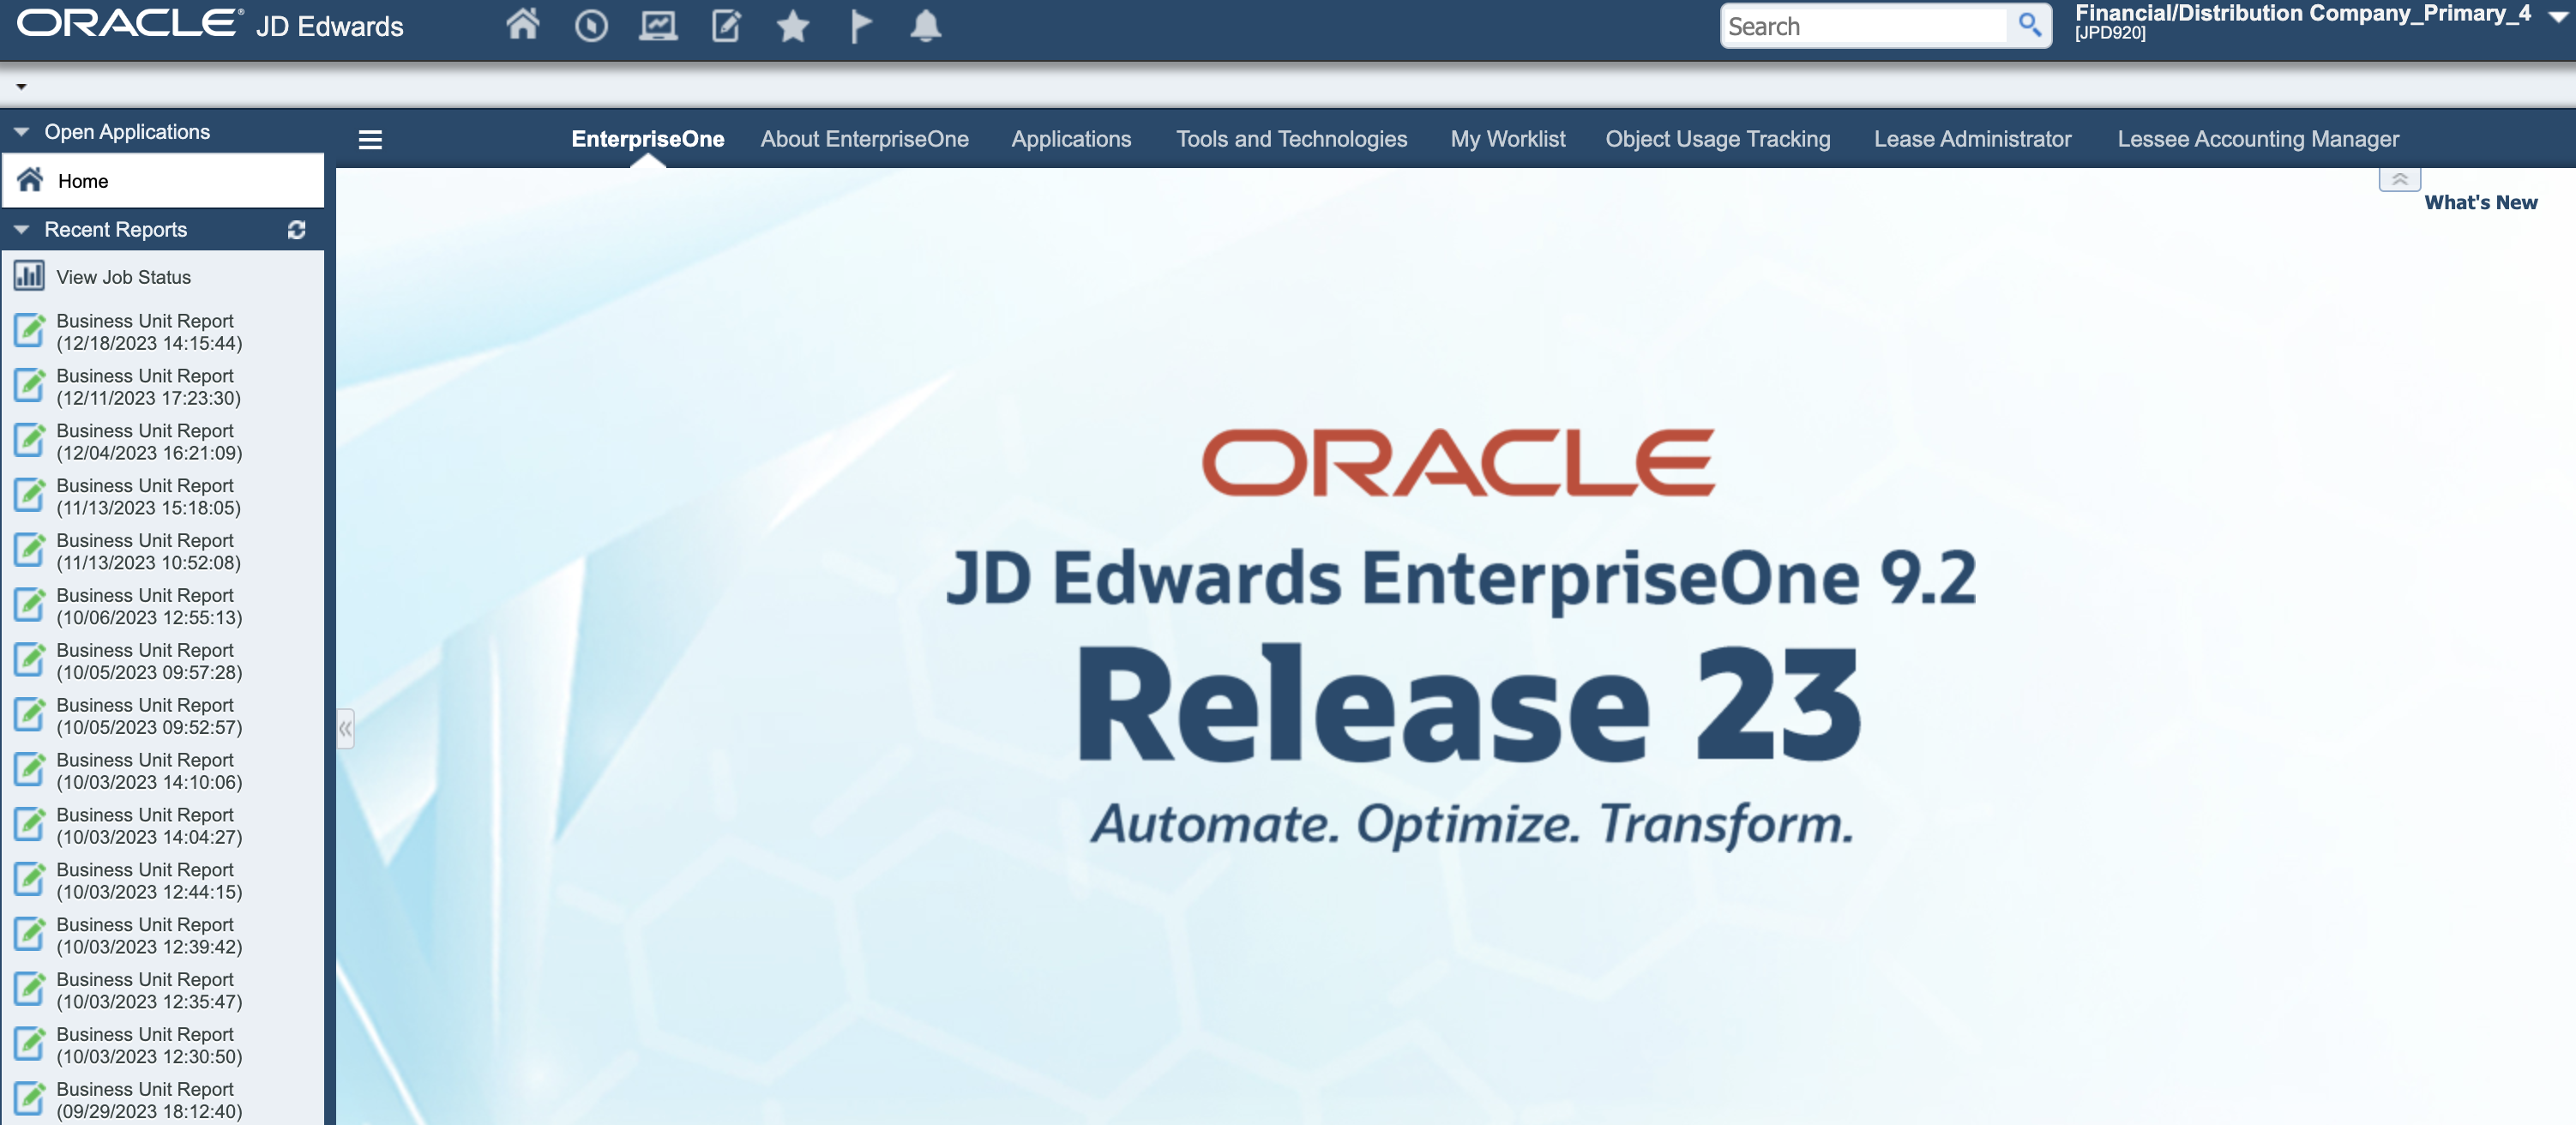 ORACLE® JD Edwards
Search
Financial/Distribution Company_Primary_4
[JPD920]
Open Applications
Home
Recent Reports
View Job Status
Business Unit Report
(12/18/2023 14:15:44)
Business Unit Report
(12/11/2023 17:23:30)
Business Unit Report
(12/04/2023 16:21:09)
Business Unit Report
(11/13/2023 15:18:05)
Business Unit Report
(11/13/2023 10:52:08)
Business Unit Report
(10/06/2023 12:55:13)
Business Unit Report
(10/05/2023 09:57:28)
Business Unit Report
(10/05/2023 09:52:57)
Business Unit Report
(10/03/2023 14:10:06)
Business Unit Report
(10/03/2023 14:04:27)
Business Unit Report
(10/03/2023 12:44:15)
Business Unit Report
(10/03/2023 12:39:42)
Business Unit Report
(10/03/2023 12:35:47)
Business Unit Report
(10/03/2023 12:30:50)
Business Unit Report
(09/29/2023 18:12:40)
EnterpriseOne About EnterpriseOne Applications Tools and Technologies My Worklist Object Usage Tracking Lease Administrator Lessee Accounting Manager
What's New
ORACLE
JD Edwards EnterpriseOne 9.2
Release 23
Automate. Optimize. Transform.